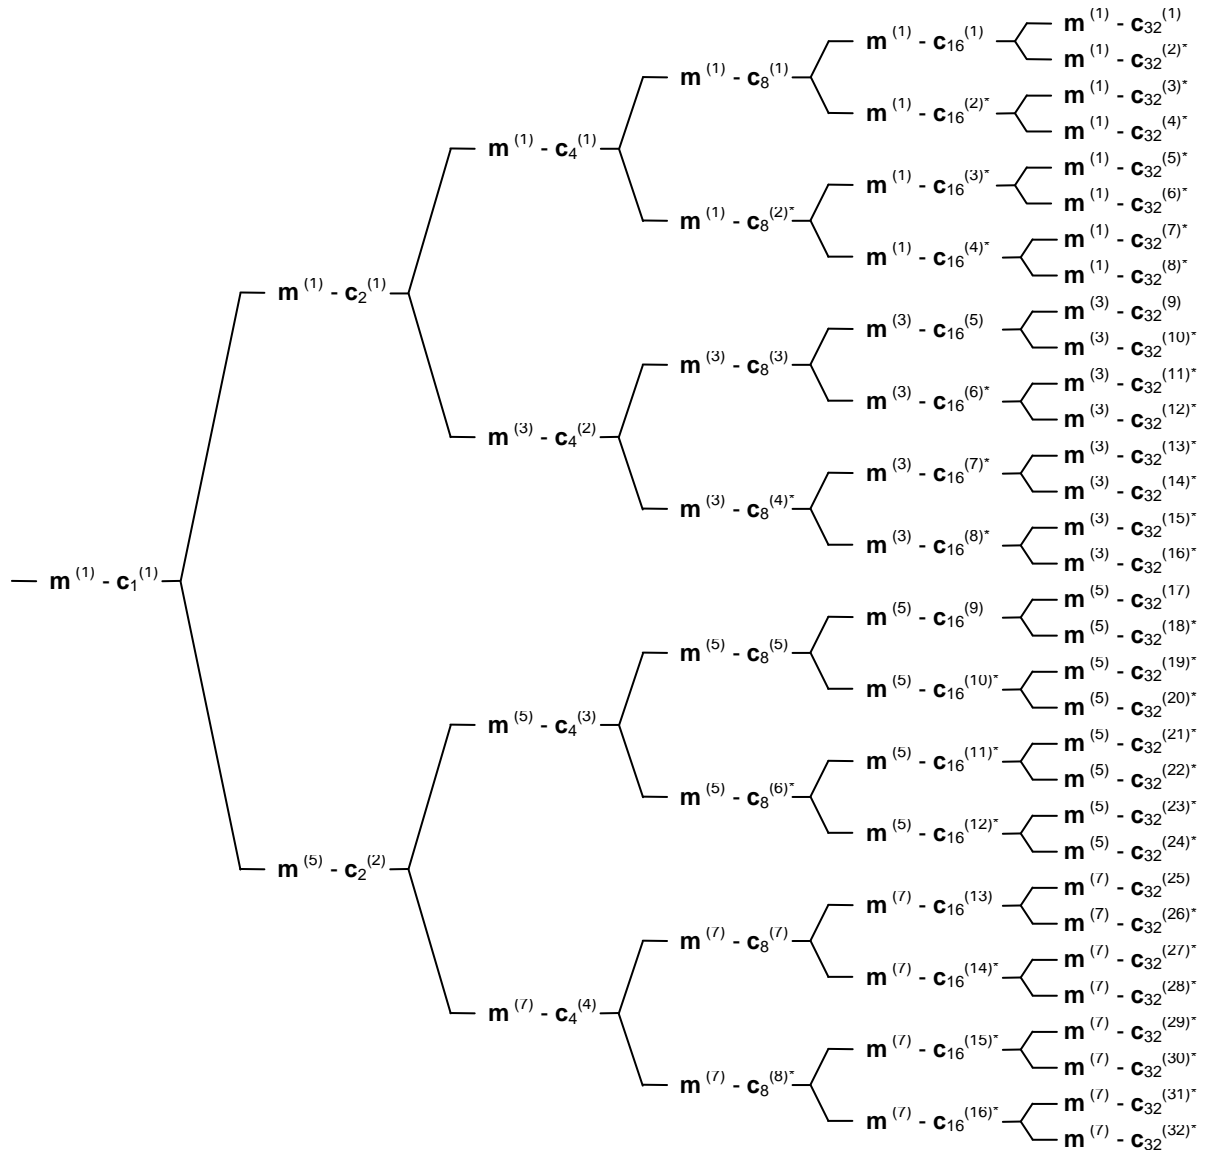 m (1) - c1(1)
m (1) - c2(1)
m (5) - c2(2)
m (1) - c4(1)
m (3) - c4(2)
m (5) - c4(3)
m (7) - c4(4)
m (1) - c8(1)
m (1) - c8(2)*
m (3) - c8(3)
m (3) - c8(4)*
m (5) - c8(5)
m (5) - c8(6)*
m (7) - c8(7)
m (7) - c8(8)*
m (1) - c16(1)
m (1) - c16(2)*
m (1) - c16(3)*
m (1) - c16(4)*
m (3) - c16(5)
m (3) - c16(6)*
m (3) - c16(7)*
m (3) - c16(8)*
m (5) - c16(9)
m (5) - c16(10)*
m (5) - c16(11)*
m (5) - c16(12)*
m (7) - c16(13)
m (7) - c16(14)*
m (7) - c16(15)*
m (7) - c16(16)*
m (1) - c32(1)
m (1) - c32(2)*
m (1) - c32(3)*
m (1) - c32(4)*
m (1) - c32(5)*
m (1) - c32(6)*
m (1) - c32(7)*
m (1) - c32(8)*
m (3) - c32(9)
m (3) - c32(10)*
m (3) - c32(11)*
m (3) - c32(12)*
m (3) - c32(13)*
m (3) - c32(14)*
m (3) - c32(15)*
m (3) - c32(16)*
m (5) - c32(17)
m (5) - c32(18)*
m (5) - c32(19)*
m (5) - c32(20)*
m (5) - c32(21)*
m (5) - c32(22)*
m (5) - c32(23)*
m (5) - c32(24)*
m (7) - c32(25)
m (7) - c32(26)*
m (7) - c32(27)*
m (7) - c32(28)*
m (7) - c32(29)*
m (7) - c32(30)*
m (7) - c32(31)*
m (7) - c32(32)*